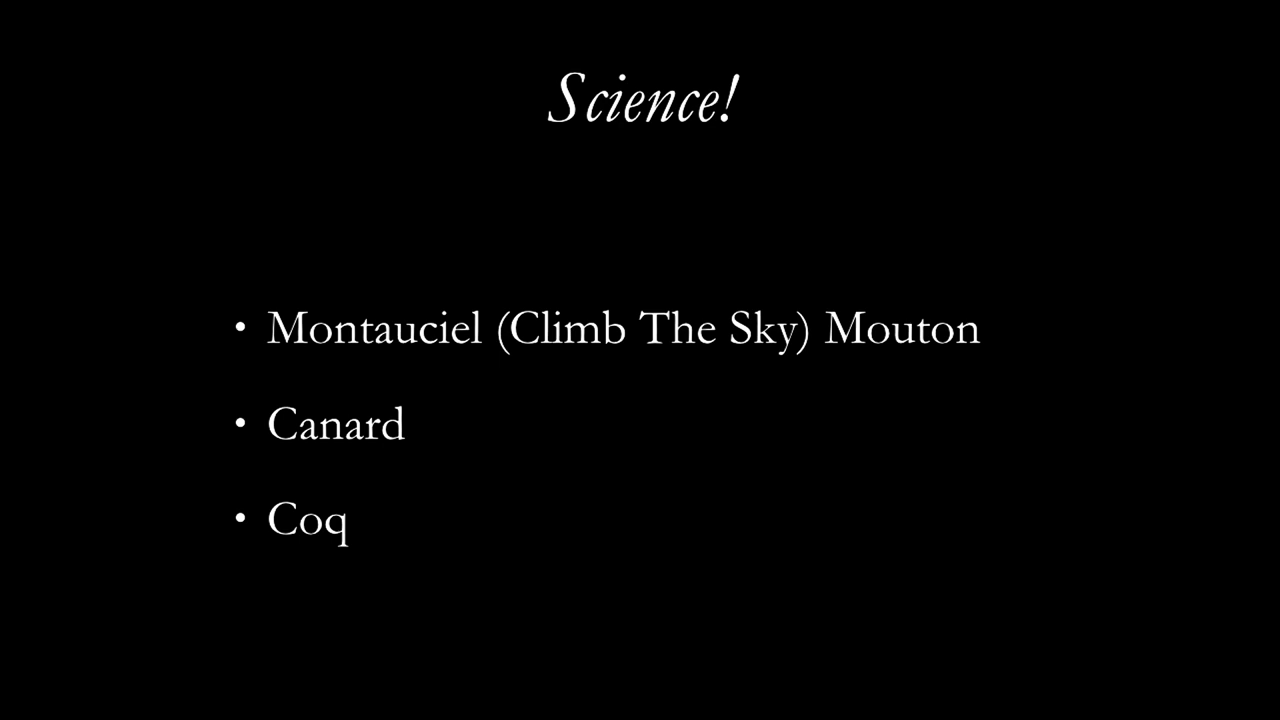 Science!
• Montauciel (Climb The Sky) Mouton
• Canard
• Coq